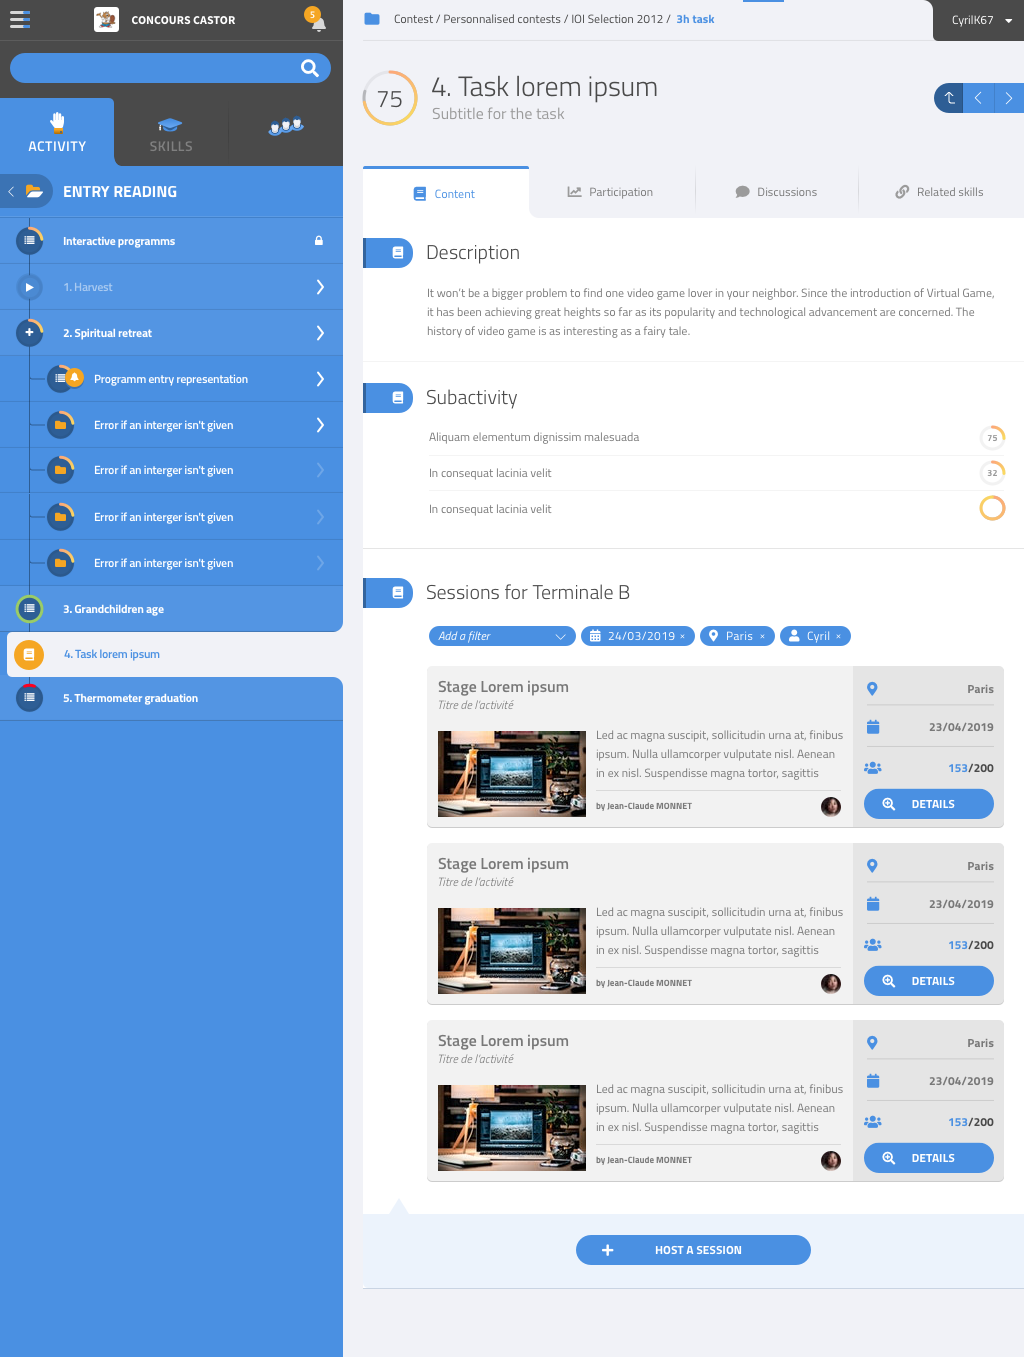 CONCOURS CASTOR
5
Contest / Personnalised contests / IOI Selection 2012 / 3h task
CyrilK67
ACTIVITY
SKILLS
ENTRY READING
Interactive programms
1. Harvest
2. Spiritual retreat
Programm entry representation
Error if an interger isn't given
Error if an interger isn't given
Error if an interger isn't given
Error if an interger isn't given
3. Grandchildren age
4. Task lorem ipsum
5. Thermometer graduation
75
4. Task lorem ipsum
Subtitle for the task
Content
Participation
Discussions
Related skills
Description
It won't be a bigger problem to find one video game lover in your neighbor. Since the introduction of Virtual Game,
it has been achieving great heights so far as its popularity and technological advancement are concerned. The
history of video game is as interesting as a fairy tale.
Subactivity
Aliquam elementum dignissim malesuada
75
In consequat lacinia velit
32
In consequat lacinia velit
Sessions for Terminale B
Add a filter
24/03/2019 ×
Paris ×
Cyril ×
Stage Lorem ipsum
Titre de l'activité
Led ac magna suscipit, sollicitudin urna at, finibus
ipsum. Nulla ullamcorper vulputate nisl. Aenean
in ex nisl. Suspendisse magna tortor, sagittis
by Jean-Claude MONNET
Paris
23/04/2019
153/200
DETAILS
Stage Lorem ipsum
Titre de l'activité
Led ac magna suscipit, sollicitudin urna at, finibus
ipsum. Nulla ullamcorper vulputate nisl. Aenean
in ex nisl. Suspendisse magna tortor, sagittis
by Jean-Claude MONNET
Paris
23/04/2019
153/200
DETAILS
Stage Lorem ipsum
Titre de l'activité
Led ac magna suscipit, sollicitudin urna at, finibus
ipsum. Nulla ullamcorper vulputate nisl. Aenean
in ex nisl. Suspendisse magna tortor, sagittis
by Jean-Claude MONNET
Paris
23/04/2019
153/200
DETAILS
HOST A SESSION